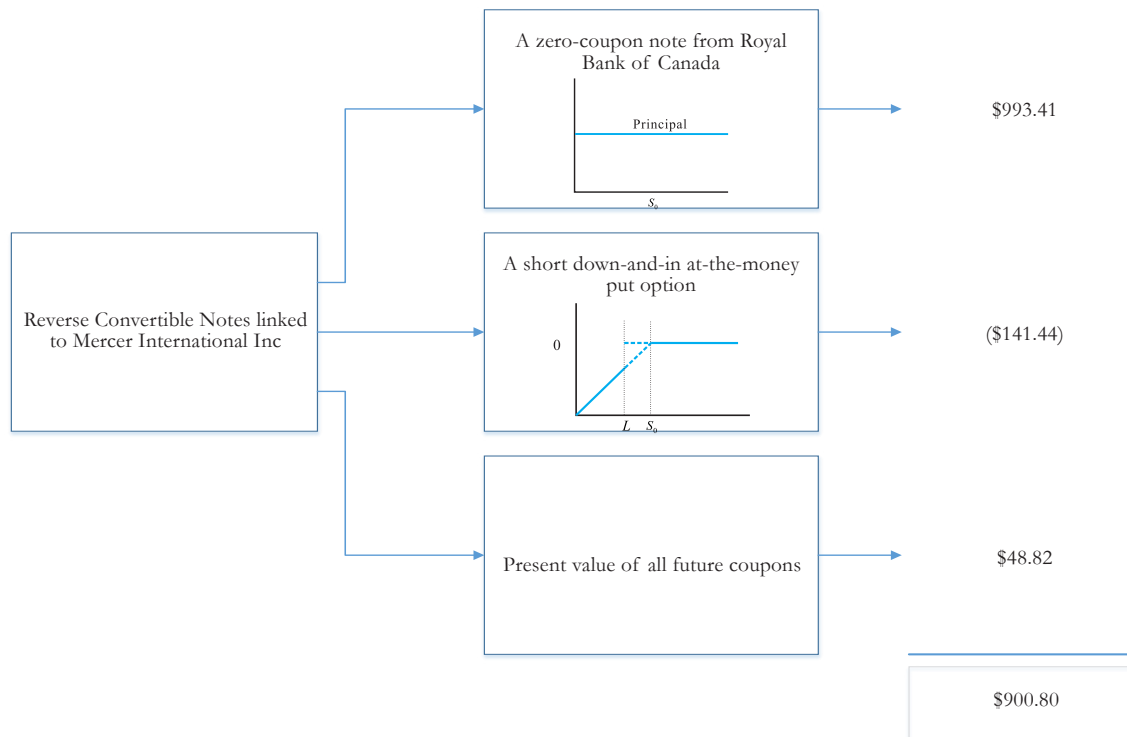 A zero-coupon note from Royal
Bank of Canada
Principal
S₀
$993.41
Reverse Convertible Notes linked
to Mercer International Inc
A short down-and-in at-the-money
put option
0
L S₀
($141.44)
Present value of all future coupons
$48.82
$900.80